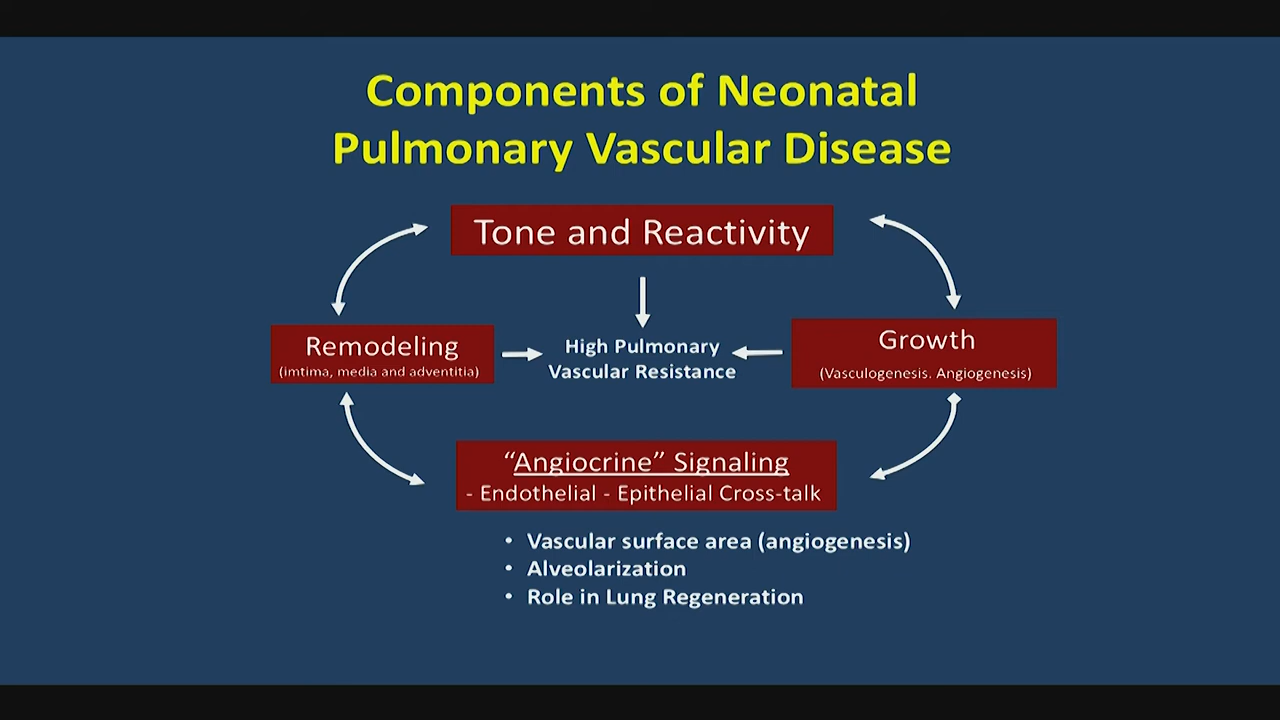 Components of Neonatal
Pulmonary Vascular Disease
Tone and Reactivity
Remodeling
(imtima, media and adventitia)
High Pulmonary
Vascular Resistance
Growth
(Vasculogenesis. Angiogenesis)
“Angiocrine” Signaling
- Endothelial - Epithelial Cross-talk
• Vascular surface area (angiogenesis)
• Alveolarization
• Role in Lung Regeneration